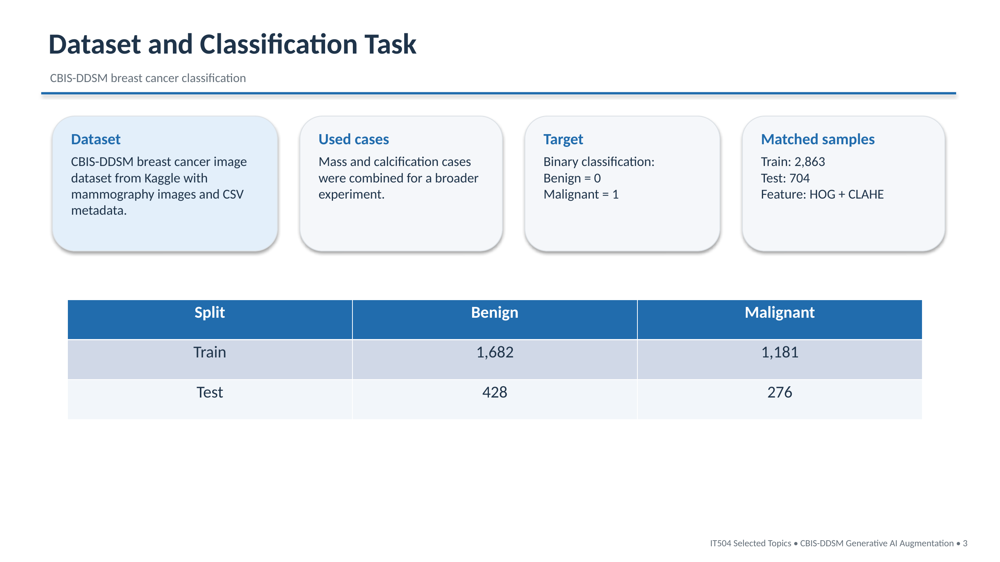 Dataset and Classification Task
CBIS-DDSM breast cancer classification
Dataset
CBIS-DDSM breast cancer image
dataset from Kaggle with
mammography images and CSV
metadata.
Used cases
Mass and calcification cases
were combined for a broader
experiment.
Target
Binary classification:
Benign = 0
Malignant = 1
Matched samples
Train: 2,863
Test: 704
Feature: HOG + CLAHE
Split Benign Malignant
Train 1,682 1,181
Test 428 276
IT504 Selected Topics • CBIS-DDSM Generative AI Augmentation • 3